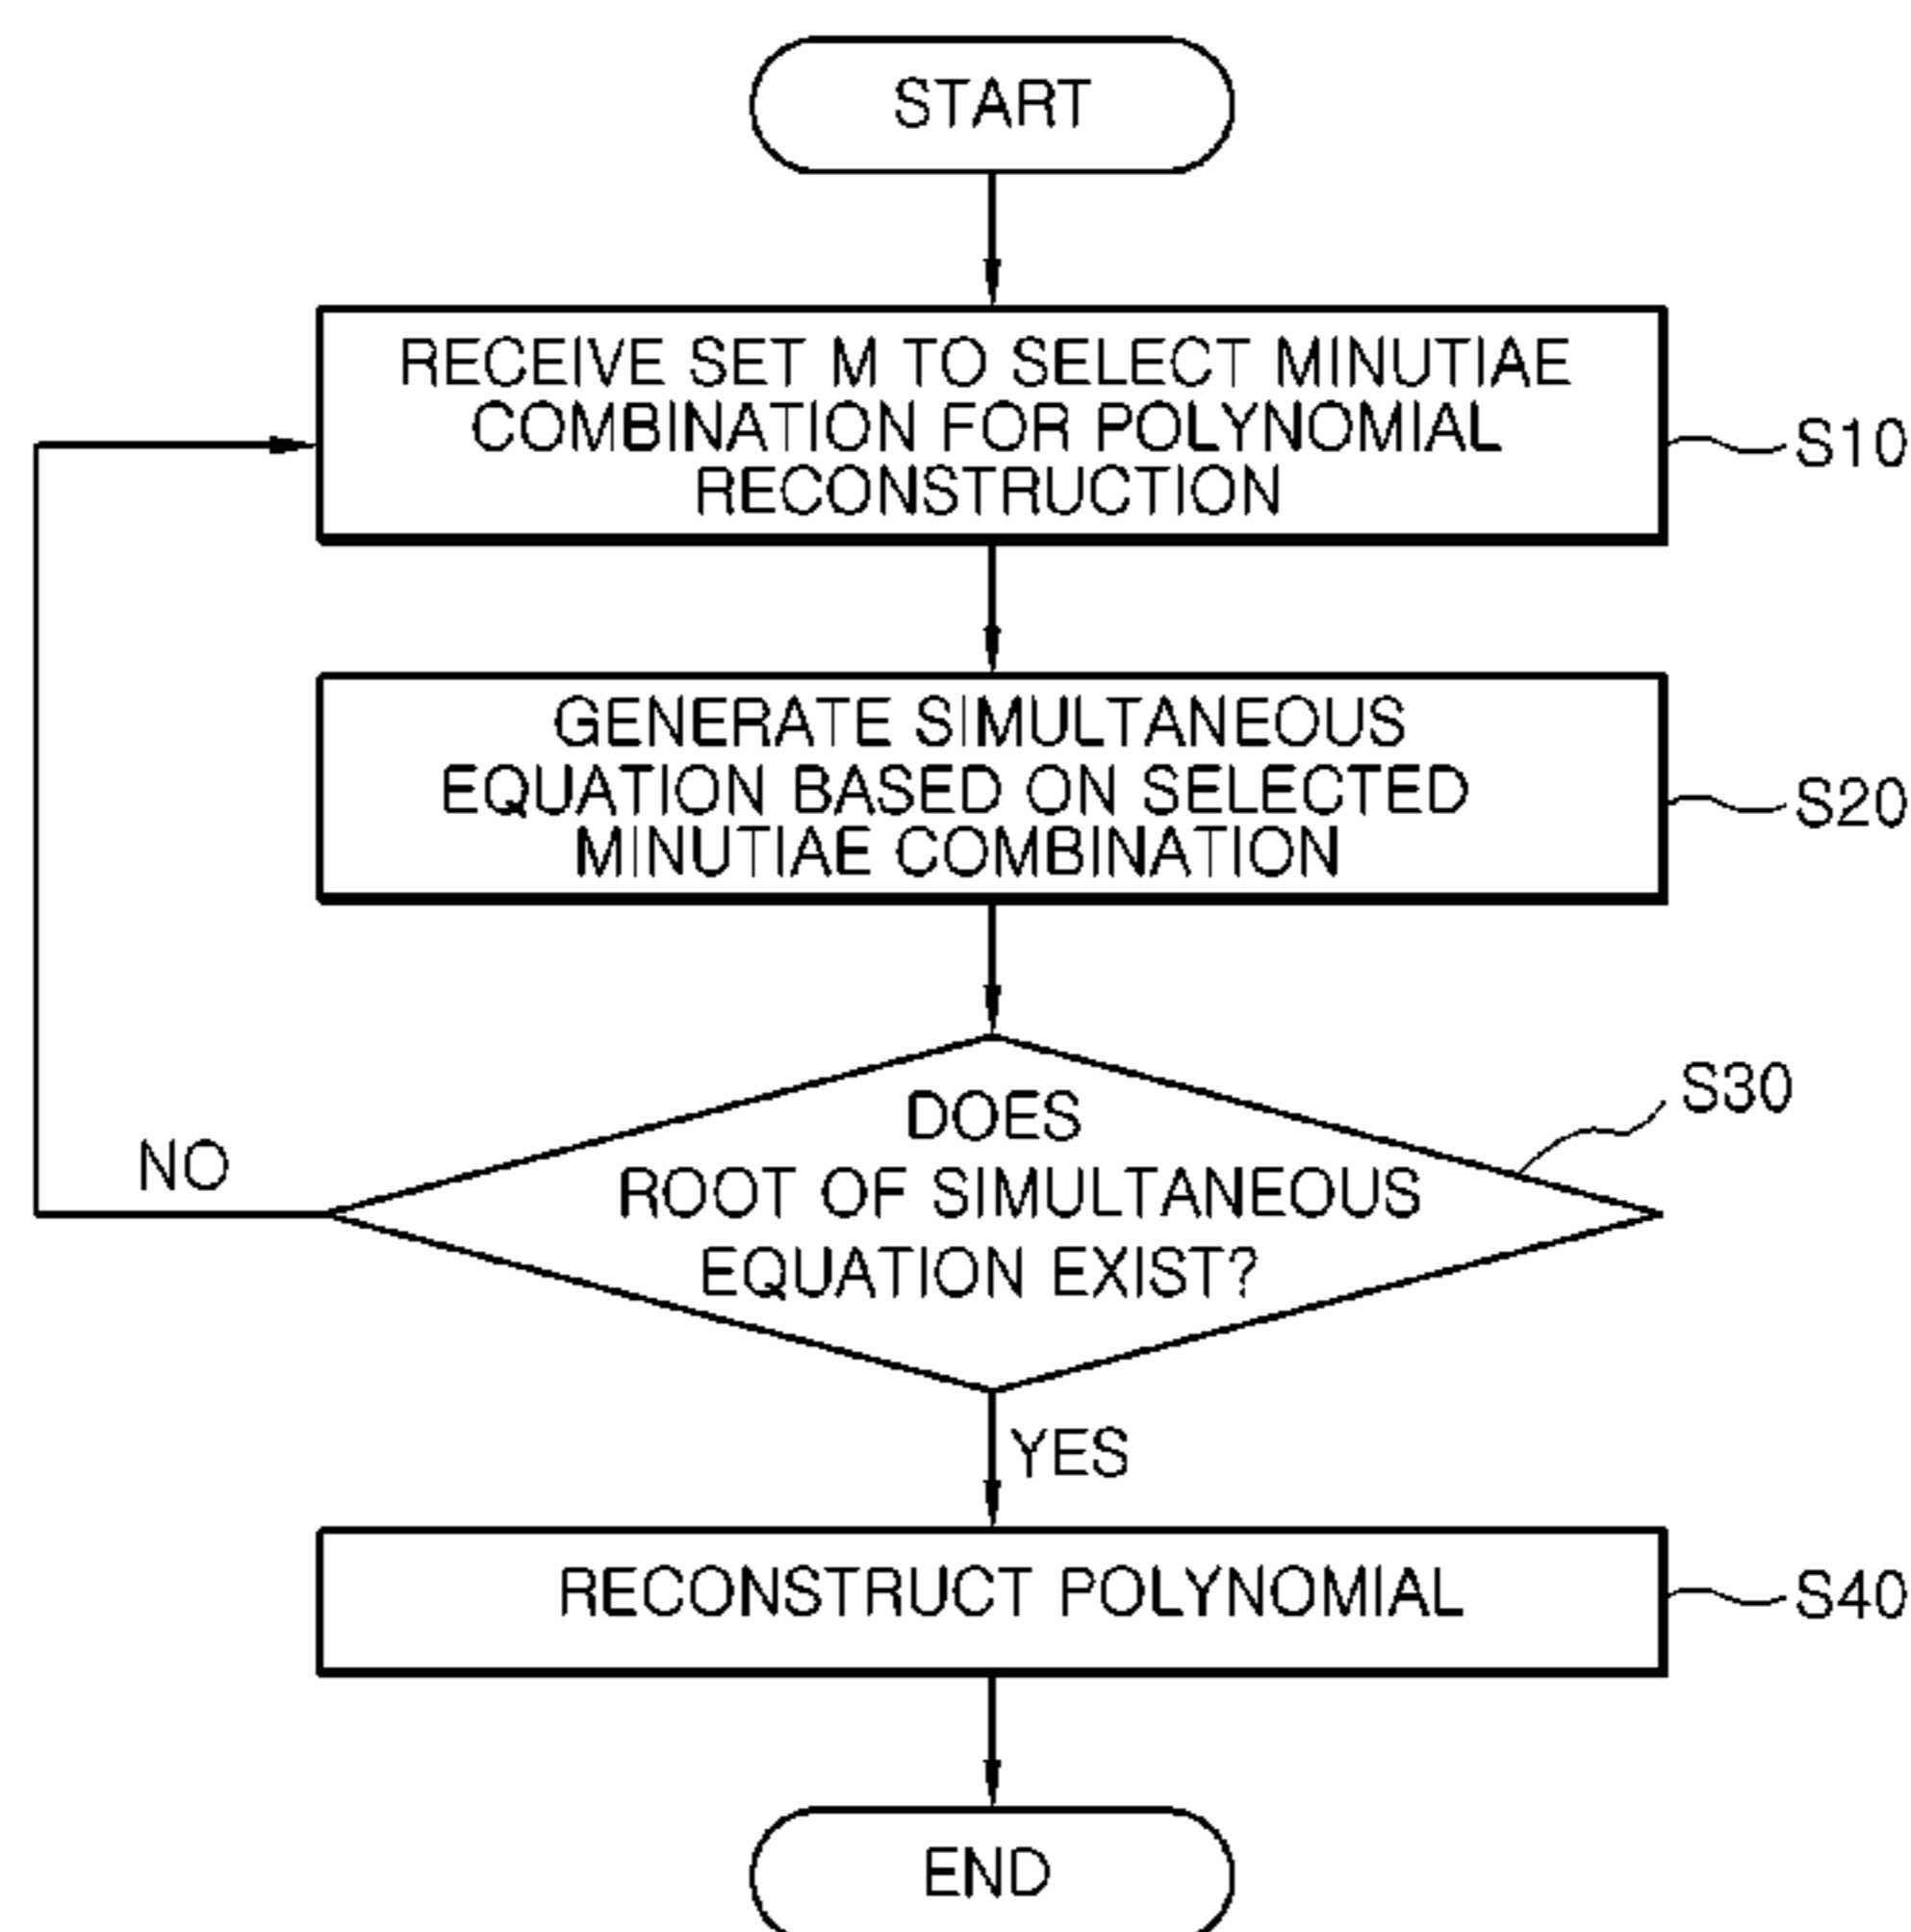 START
RECEIVE SET M TO SELECT MINUTIAE
COMBINATION FOR POLYNOMIAL
RECONSTRUCTION
S10
GENERATE SIMULTANEOUS
EQUATION BASED ON SELECTED
MINUTIAE COMBINATION
S20
DOES
ROOT OF SIMULTANEOUS
EQUATION EXIST?
S30
NO
YES
RECONSTRUCT POLYNOMIAL
S40
END